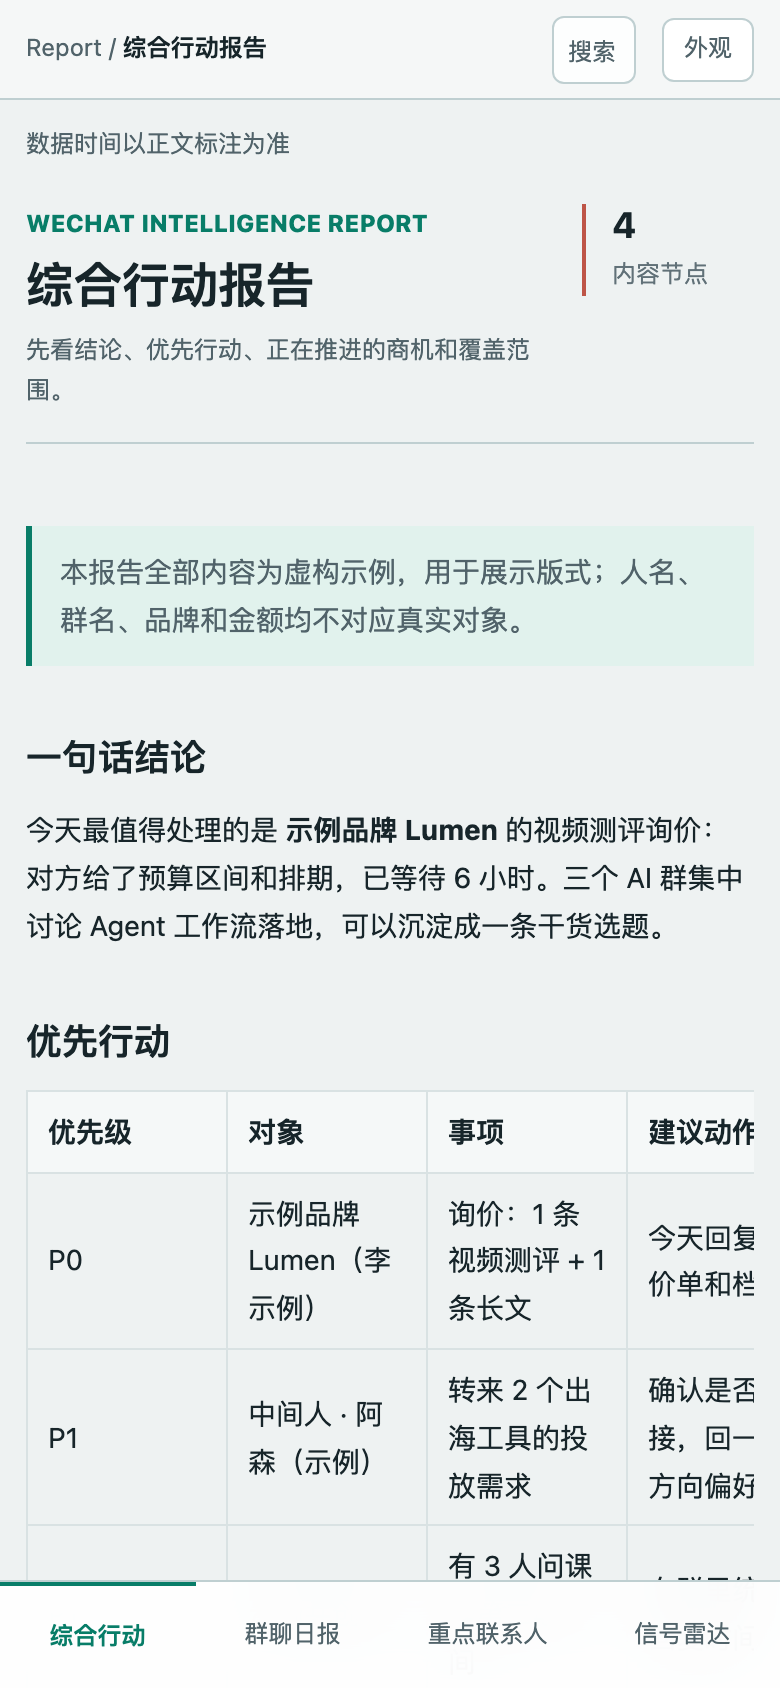 Report / 综合行动报告
搜索
外观
数据时间以正文标注为准
WECHAT INTELLIGENCE REPORT
综合行动报告
先看结论、优先行动、正在推进的商机和覆盖范
围。
4
内容节点
本报告全部内容为虚构示例，用于展示版式；人名、
群名、品牌和金额均不对应真实对象。
一句话结论
今天最值得处理的是 示例品牌 Lumen 的视频测评询价：
对方给了预算区间和排期，已等待 6 小时。三个 AI 群集中
讨论 Agent 工作流落地，可以沉淀成一条干货选题。
优先行动
优先级
对象
事项
建议动作
P0
示例品牌
Lumen（李
示例）
询价：1 条
视频测评 + 1
条长文
今天回复
价单和档
P1
中间人 · 阿
森（示例）
转来 2 个出
海工具的投
放需求
确认是否
接，回一
方向偏好
有 3 人问课
综合行动
群聊日报
重点联系人
信号雷达